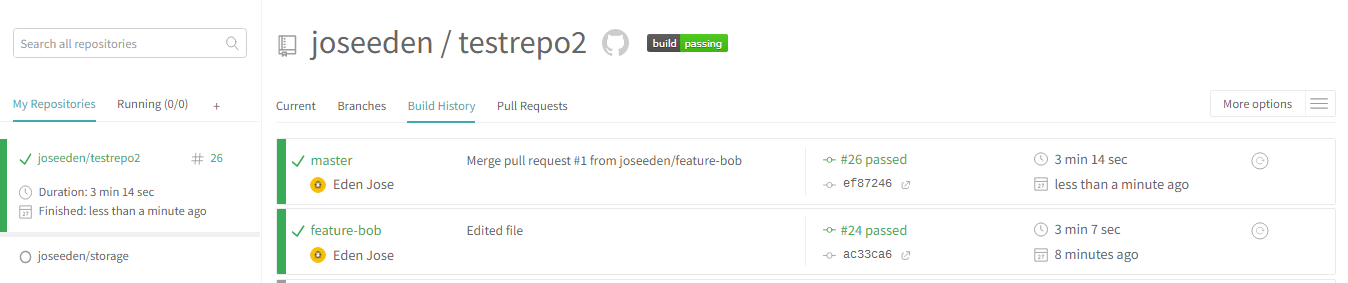 Search all repositories
My Repositories Running (0/0) +
joseeden/testrepo2 # 26
Duration: 3 min 14 sec
Finished: less than a minute ago
joseeden/storage
joseeden / testrepo2 build passing
Current Branches Build History Pull Requests More options
master Merge pull request #1 from joseeden/feature-bob #26 passed 3 min 14 sec
Eden Jose ef87246 27 less than a minute ago
feature-bob Edited file #24 passed 3 min 7 sec
Eden Jose ac33ca6 27 8 minutes ago